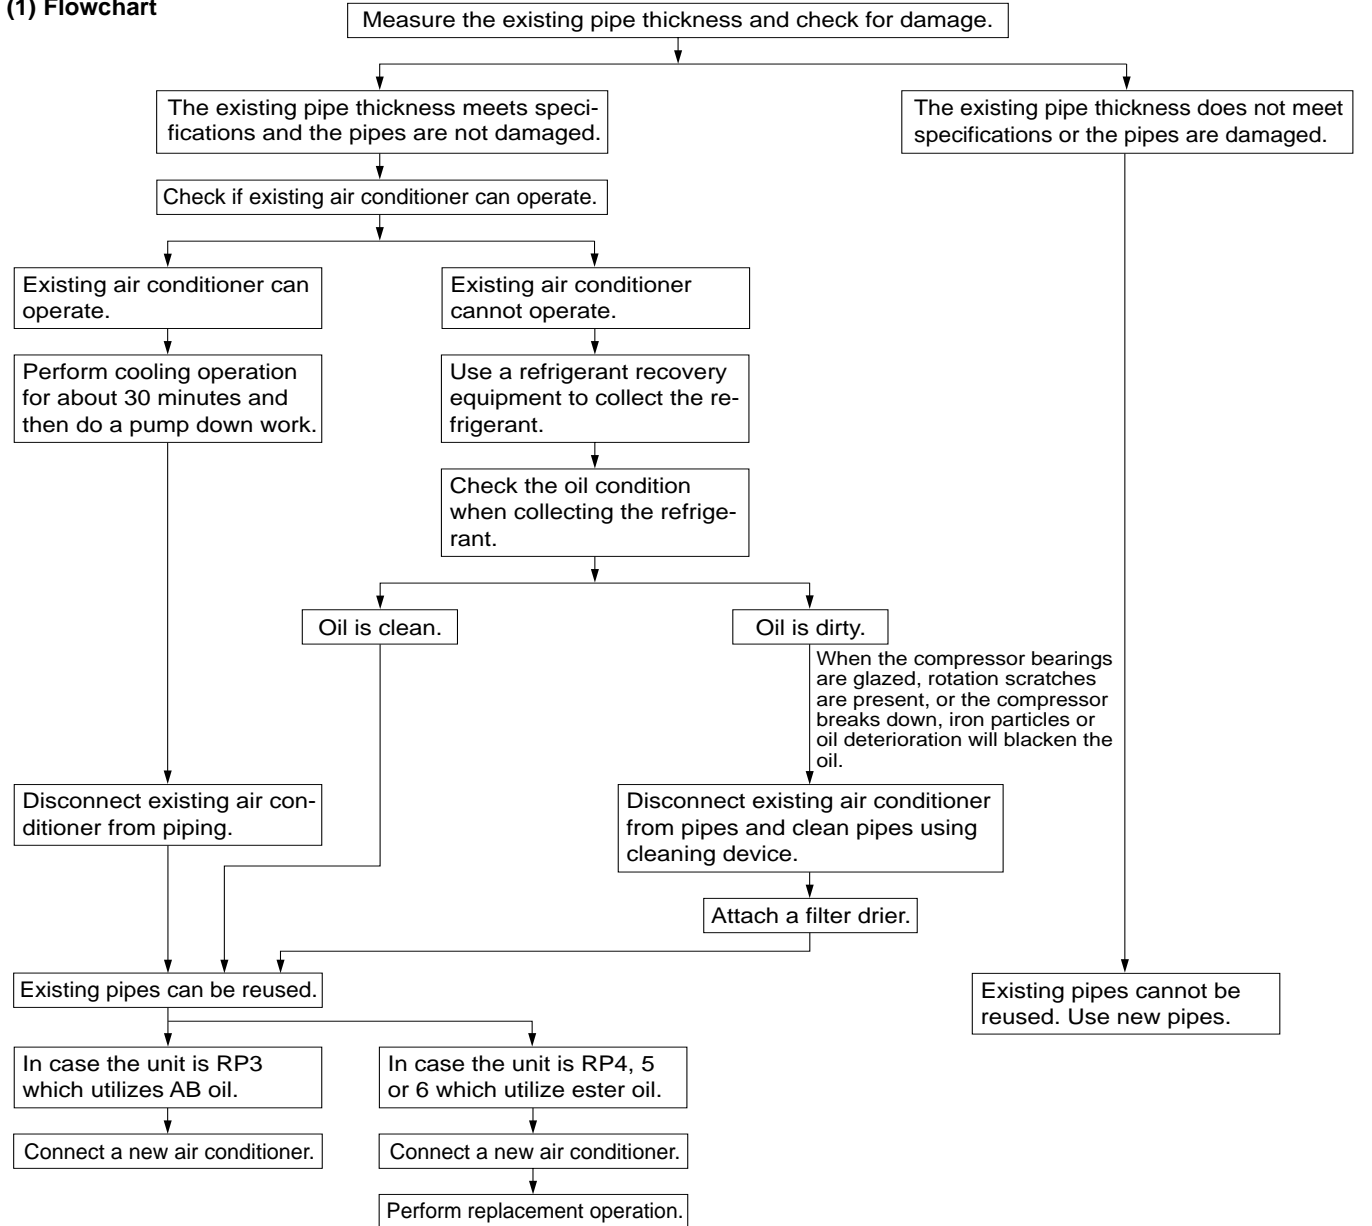 (1) Flowchart
Measure the existing pipe thickness and check for damage.
The existing pipe thickness meets speci-
fications and the pipes are not damaged.
The existing pipe thickness does not meet
specifications or the pipes are damaged.
Check if existing air conditioner can operate.
Existing air conditioner can
operate.
Existing air conditioner
cannot operate.
Perform cooling operation
for about 30 minutes and
then do a pump down work.
Use a refrigerant recovery
equipment to collect the re-
frigerant.
Check the oil condition
when collecting the refrige-
rant.
Oil is clean.
Oil is dirty.
When the compressor bearings
are glazed, rotation scratches
are present, or the compressor
breaks down, iron particles or
oil deterioration will blacken the
oil.
Disconnect existing air con-
ditioner from piping.
Disconnect existing air conditioner
from pipes and clean pipes using
cleaning device.
Attach a filter drier.
Existing pipes can be reused.
Existing pipes cannot be
reused. Use new pipes.
In case the unit is RP3
which utilizes AB oil.
In case the unit is RP4, 5
or 6 which utilize ester oil.
Connect a new air conditioner.
Connect a new air conditioner.
Perform replacement operation.